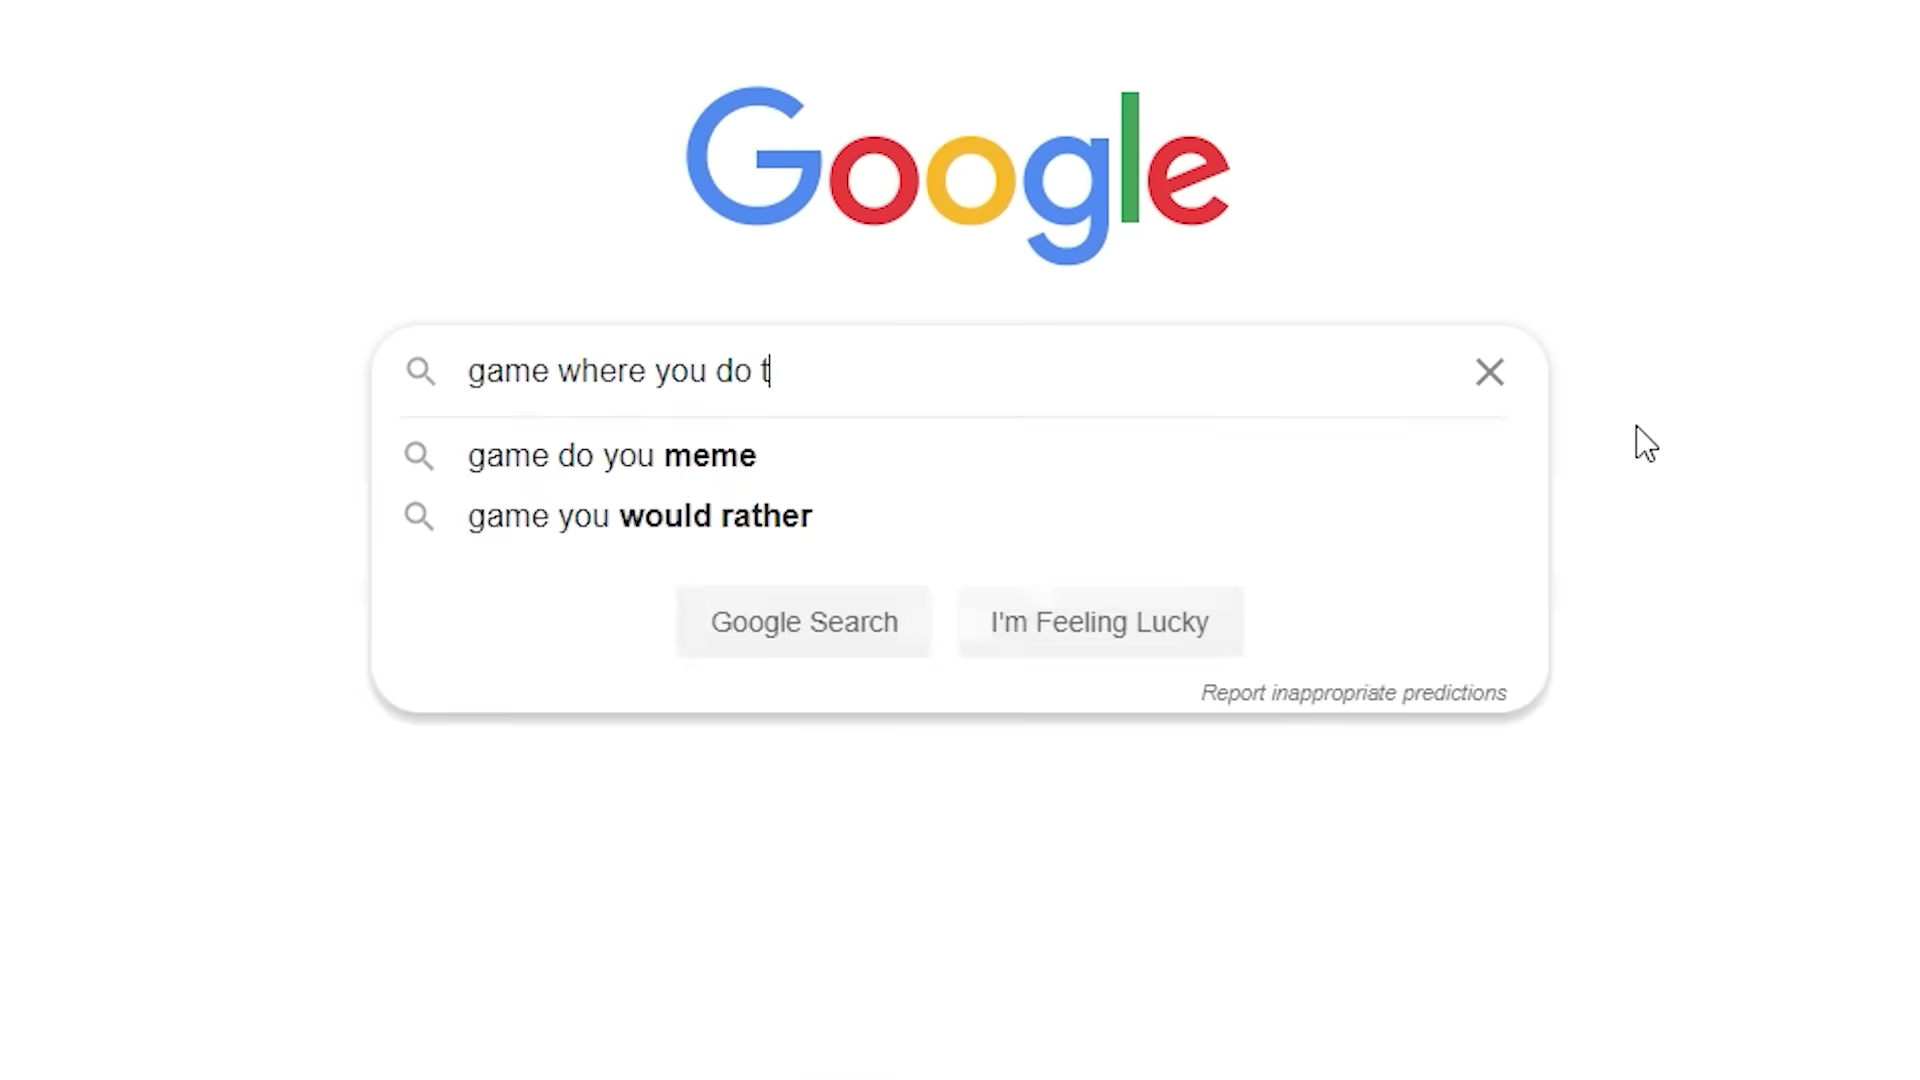 Google
game where you do t
game do you meme
game you would rather
Google Search
I'm Feeling Lucky
Report inappropriate predictions